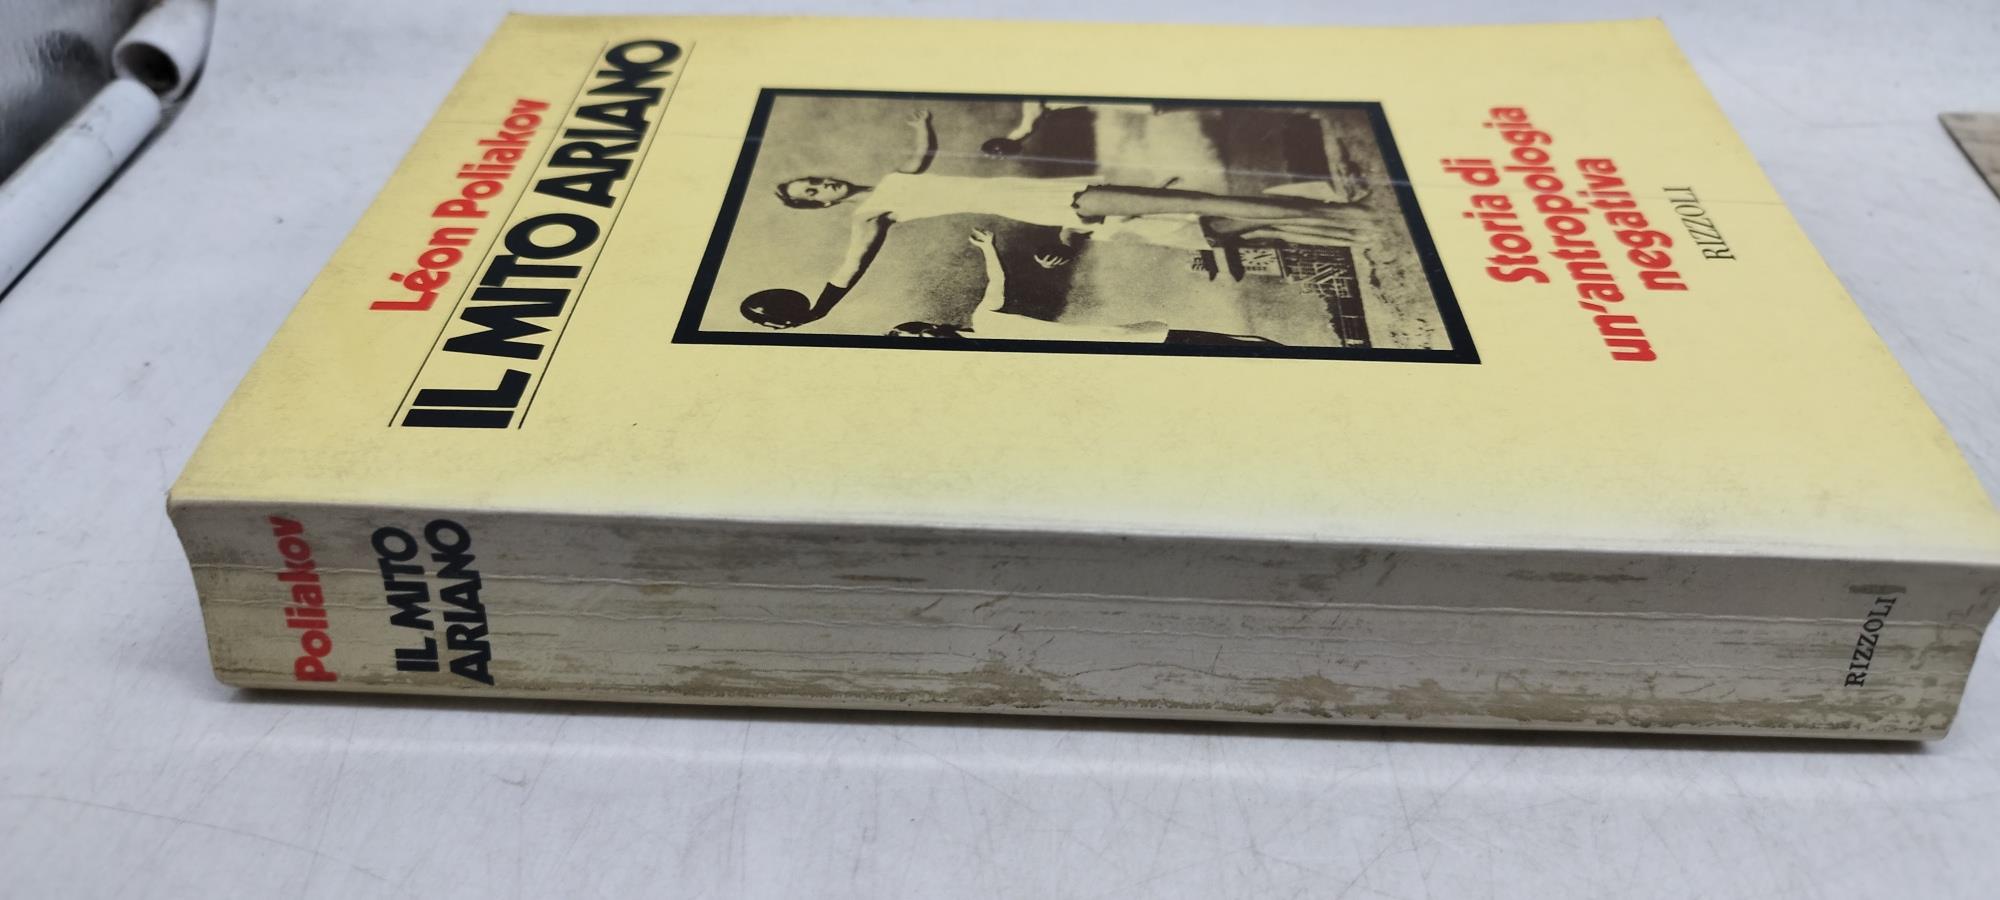 Léon Poliakov
IL MITO ARIANO
Storia di
un'antropologia
negativa
RIZZOLI
Poliakov
IL MITO
ARIANO
RIZZOLI